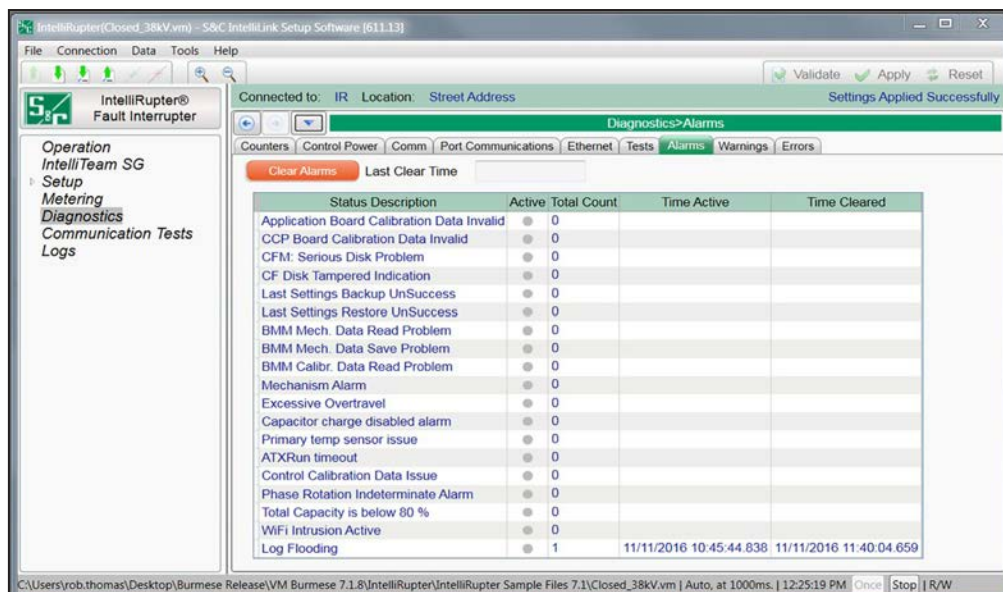 IntelliRupter(Closed_38kV.vm) - S&C IntelliLink Setup Software [611.13]
File Connection Data Tools Help
Validate Apply Reset
S&C
IntelliRupter®
Fault Interrupter
Connected to: IR Location: Street Address Settings Applied Successfully
Diagnostics>Alarms
Operation
IntelliTeam SG
Setup
Metering
Diagnostics
Communication Tests
Logs
Counters Control Power Comm Port Communications Ethernet Tests Alarms Warnings Errors
Clear Alarms Last Clear Time
Status Description Active Total Count Time Active Time Cleared
Application Board Calibration Data Invalid 0
CCP Board Calibration Data Invalid 0
CFM: Serious Disk Problem 0
CF Disk Tampered Indication 0
Last Settings Backup UnSuccess 0
Last Settings Restore UnSuccess 0
BMM Mech. Data Read Problem 0
BMM Mech. Data Save Problem 0
BMM Calibr. Data Read Problem 0
Mechanism Alarm 0
Excessive Overtravel 0
Capacitor charge disabled alarm 0
Primary temp sensor issue 0
ATXRun timeout 0
Control Calibration Data Issue 0
Phase Rotation Indeterminate Alarm 0
Total Capacity is below 80 % 0
WiFi Intrusion Active 0
Log Flooding 1 11/11/2016 10:45:44.838 11/11/2016 11:40:04.659
C:\Users\rob.thomas\Desktop\Burmese Release\VM Burmese 7.1.8\IntelliRupter\IntelliRupter Sample Files 7.1\Closed_38kV.vm | Auto, at 1000ms. | 12:25:19 PM Once Stop | R/W